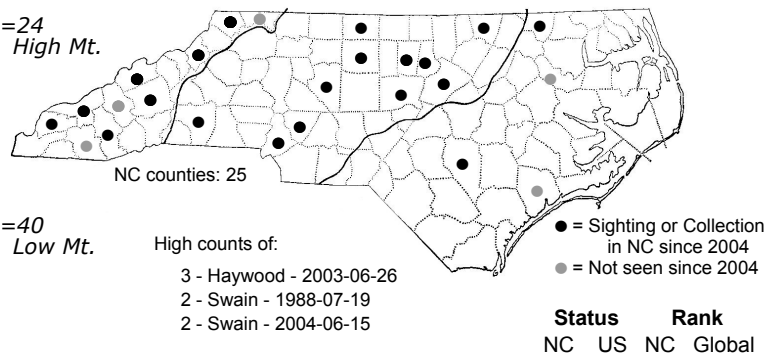 =24
High Mt.
NC counties: 25
=40
Low Mt.
High counts of:
3 - Haywood - 2003-06-26
2 - Swain - 1988-07-19
2 - Swain - 2004-06-15
● = Sighting or Collection
in NC since 2004
● = Not seen since 2004
Status Rank
NC US NC Global